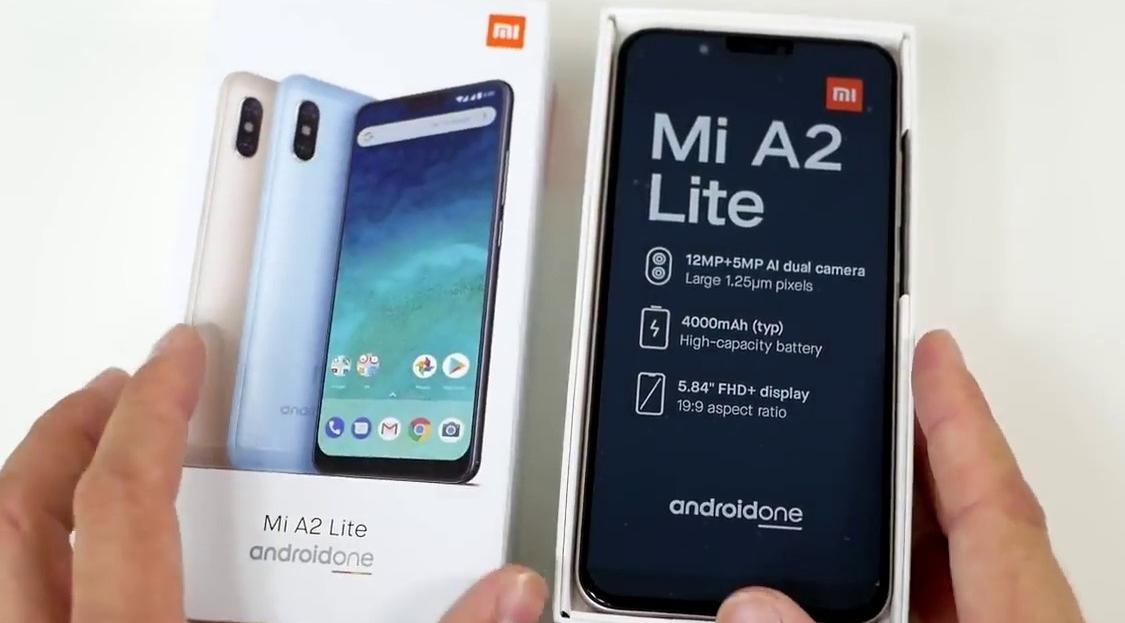 mi
andr
Mi A2 Lite
androidone
mi
Mi A2
Lite
12MP+5MP AI dual camera
Large 1.25µm pixels
4000mAh (typ)
High-capacity battery
5.84" FHD+ display
19:9 aspect ratio
androidone